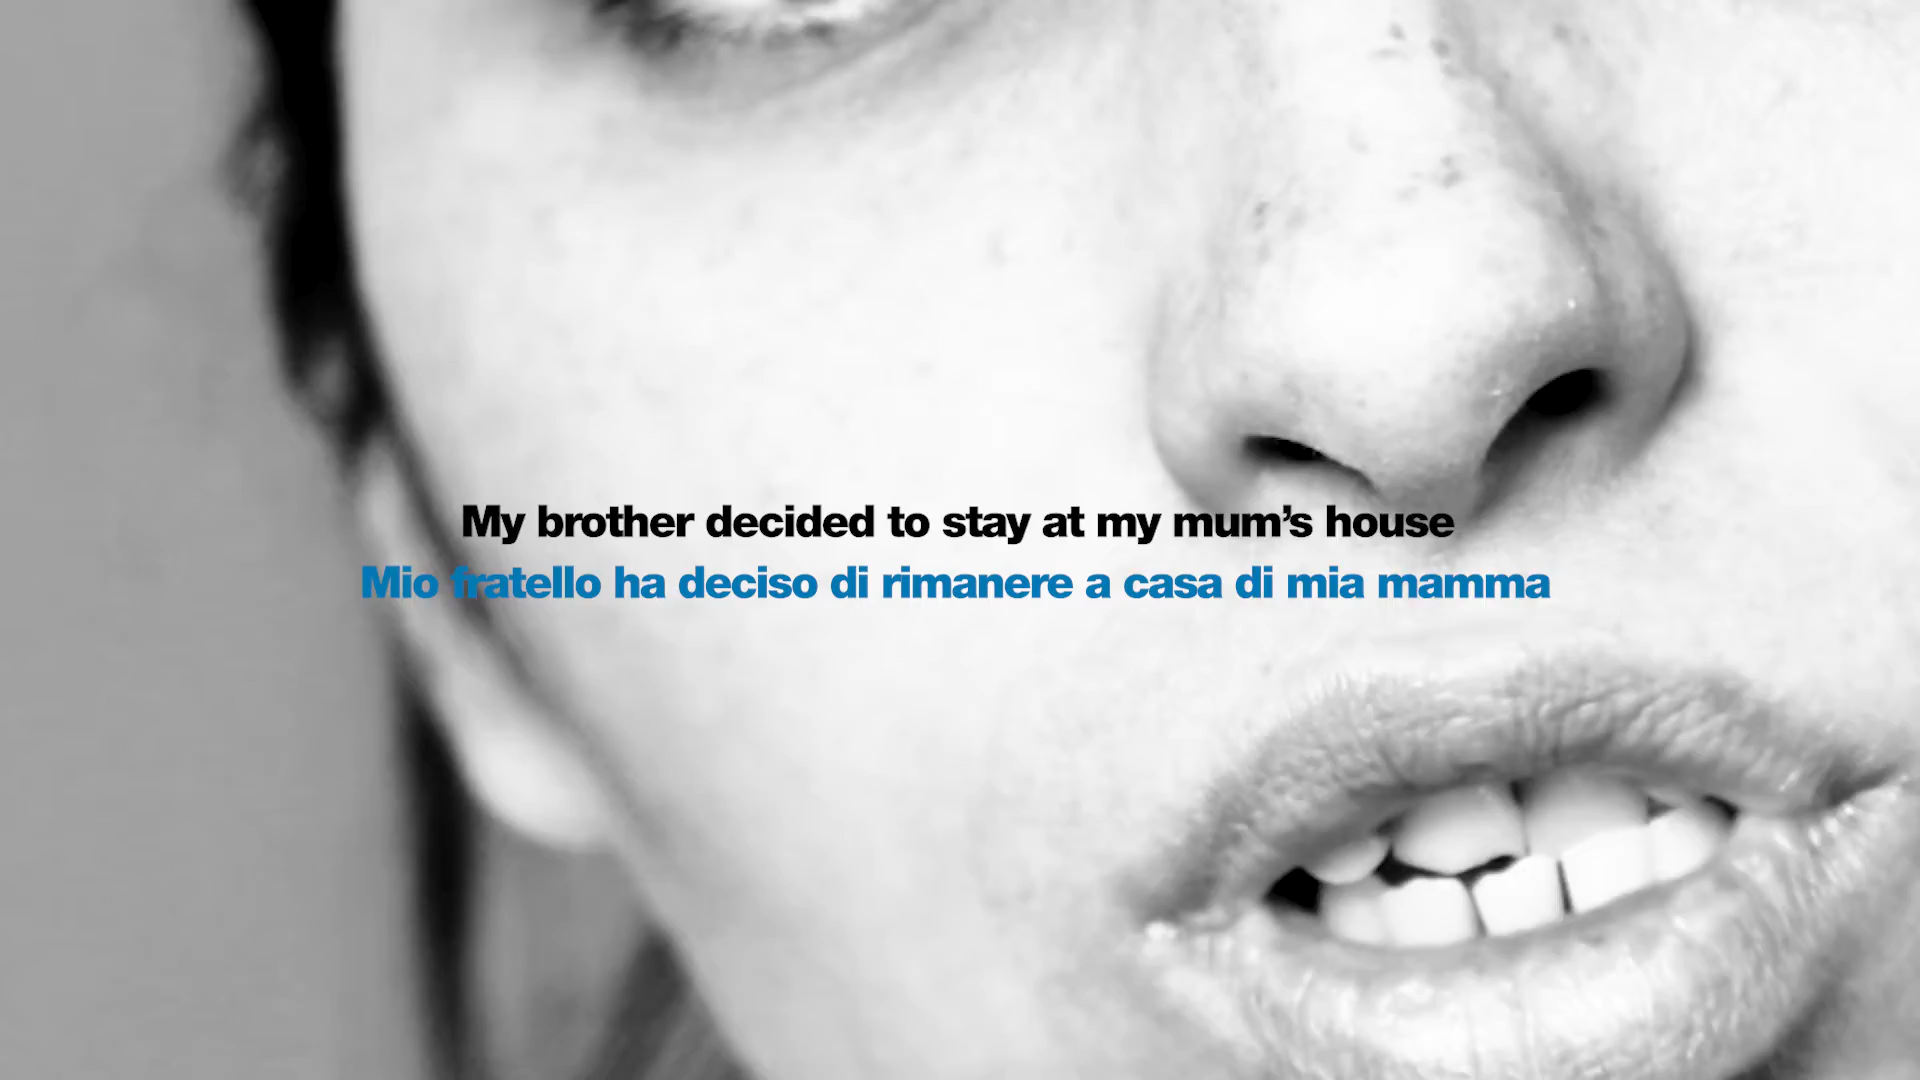 My brother decided to stay at my mum’s house
Mio fratello ha deciso di rimanere a casa di mia mamma